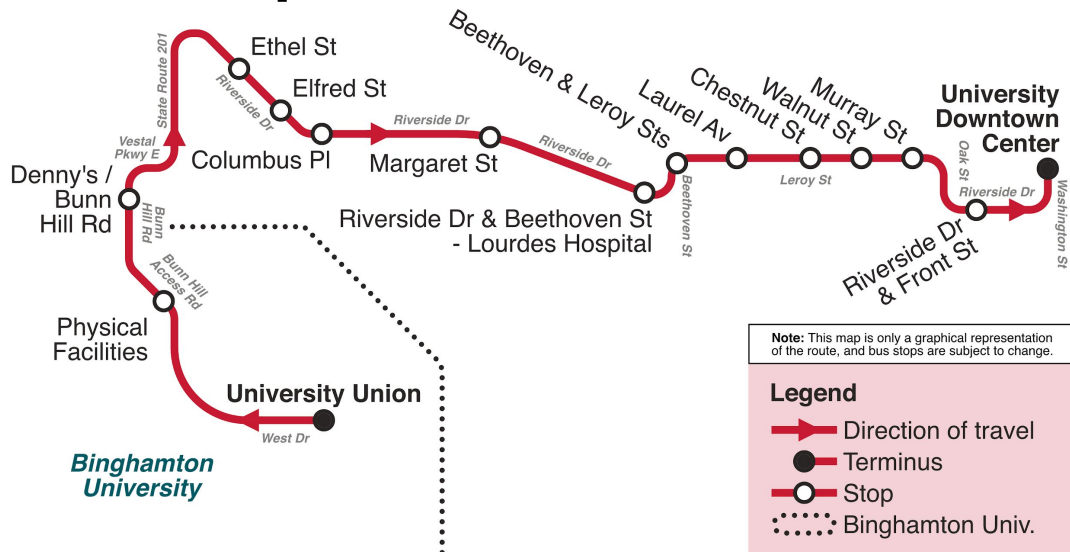 Ethel St
Elfred St
Columbus Pl
Margaret St
Beethoven & Leroy Sts
Laurel Av
Chestnut St
Walnut St
Murray St
University
Downtown
Center
State Route 201
Riverside Dr
Riverside Dr
Riverside Dr
Vestal
Pkwy E
Denny's /
Bunn
Hill Rd
Bunn
Hill Rd
Bunn Hill
Access Rd
Riverside Dr & Beethoven St
- Lourdes Hospital
Beethoven St
Leroy St
Oak St
Riverside Dr
Washington St
Riverside Dr
& Front St
Physical
Facilities
University Union
West Dr
Binghamton
University
Note: This map is only a graphical representation
of the route, and bus stops are subject to change.
Legend
Direction of travel
Terminus
Stop
Binghamton Univ.